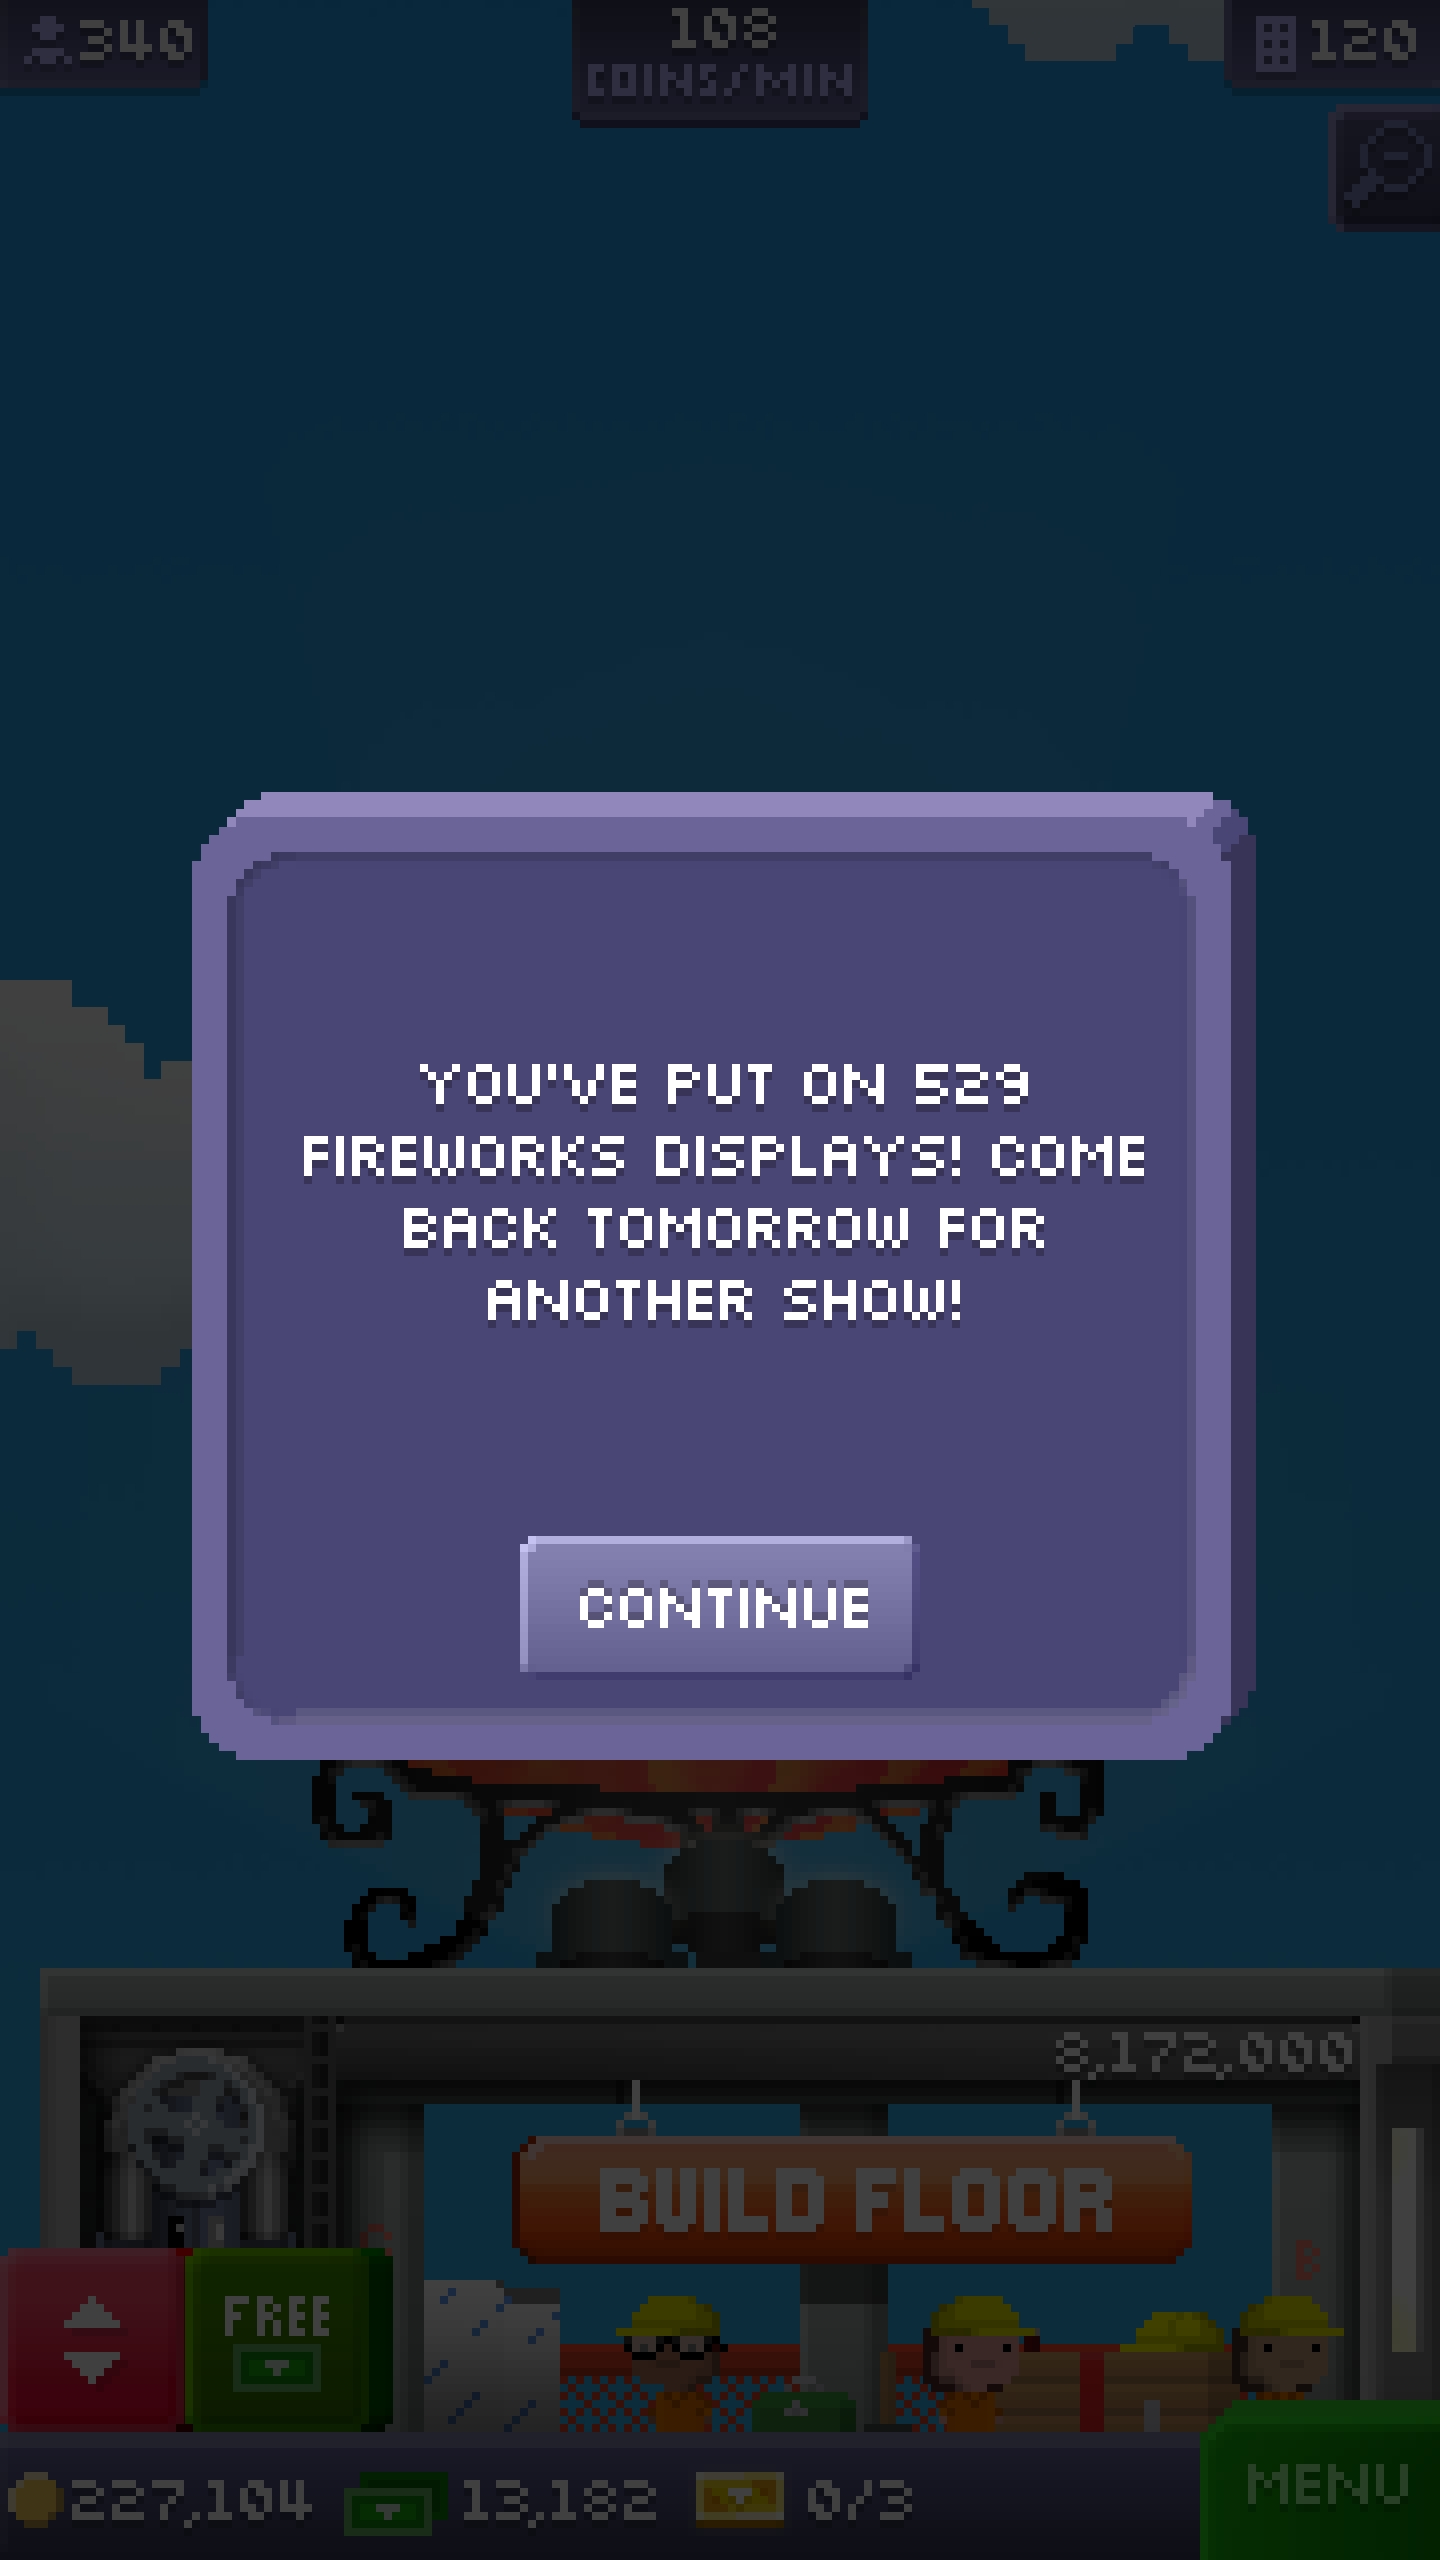 340
108
COINS/MIN
120
YOU'VE PUT ON 529
FIREWORKS DISPLAYS! COME
BACK TOMORROW FOR
ANOTHER SHOW!
CONTINUE
8,172,000
BUILD FLOOR
B
FREE
227,104
13,182
0/3
MENU